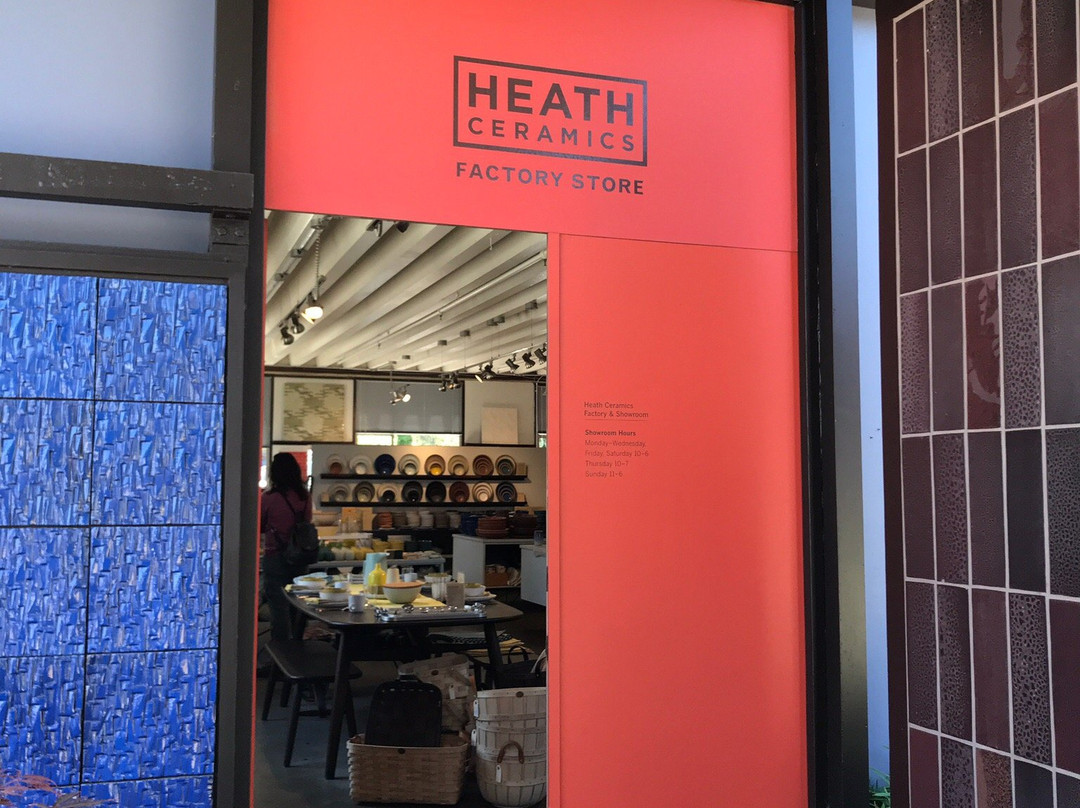 HEATH
CERAMICS
FACTORY STORE
Heath Ceramics
Factory & Showroom
Showroom Hours
Monday–Wednesday,
Friday, Saturday 10–6
Thursday 10–7
Sunday 11–6